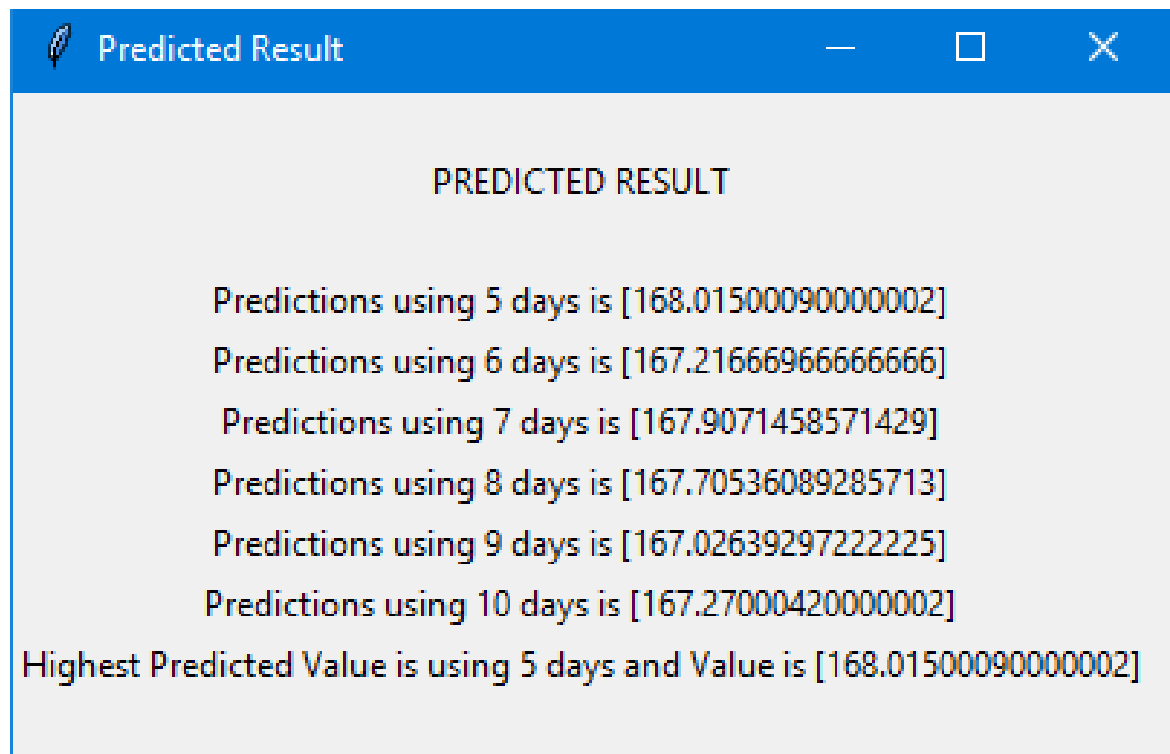 Predicted Result
PREDICTED RESULT
Predictions using 5 days is [168.01500090000002]
Predictions using 6 days is [167.21666966666666]
Predictions using 7 days is [167.9071458571429]
Predictions using 8 days is [167.70536089285713]
Predictions using 9 days is [167.02639297222225]
Predictions using 10 days is [167.27000420000002]
Highest Predicted Value is using 5 days and Value is [168.01500090000002]